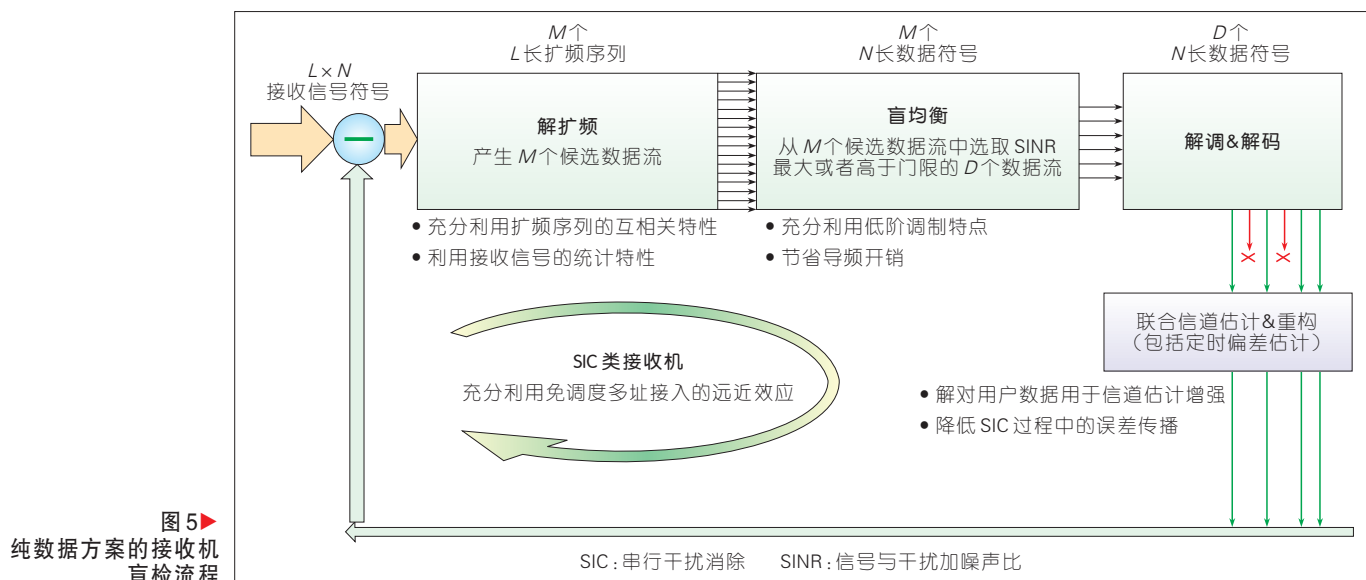 M个
L长扩频序列
M个
N长数据符号
D个
N长数据符号
L×N
接收信号符号
解扩频
产生M个候选数据流
盲均衡
从M个候选数据流中选取SINR
最大或者高于门限的D个数据流
解调&解码
• 充分利用扩频序列的互相关特性
• 利用接收信号的统计特性
• 充分利用低阶调制特点
• 节省导频开销
X X
联合信道估计&重构
（包括定时偏差估计）
SIC类接收机
充分利用免调度多址接入的远近效应
• 解对用户数据用于信道估计增强
• 降低SIC过程中的误差传播
图5▶
纯数据方案的接收机
盲检流程
SIC：串行干扰消除 SINR：信号与干扰加噪声比